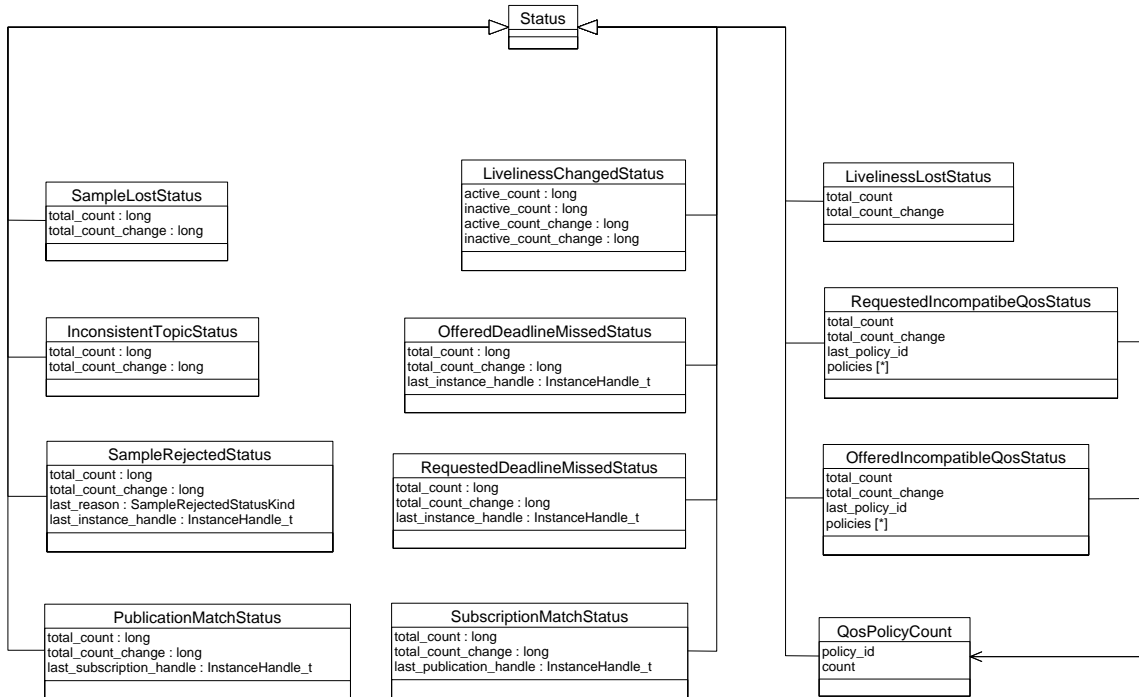 Status
SampleLostStatus
total_count : long
total_count_change : long
LivelinessChangedStatus
active_count : long
inactive_count : long
active_count_change : long
inactive_count_change : long
LivelinessLostStatus
total_count
total_count_change
InconsistentTopicStatus
total_count : long
total_count_change : long
OfferedDeadlineMissedStatus
total_count : long
total_count_change : long
last_instance_handle : InstanceHandle_t
RequestedIncompatibeQosStatus
total_count
total_count_change
last_policy_id
policies [*]
SampleRejectedStatus
total_count : long
total_count_change : long
last_reason : SampleRejectedStatusKind
last_instance_handle : InstanceHandle_t
RequestedDeadlineMissedStatus
total_count : long
total_count_change : long
last_instance_handle : InstanceHandle_t
OfferedIncompatibleQosStatus
total_count
total_count_change
last_policy_id
policies [*]
PublicationMatchStatus
total_count : long
total_count_change : long
last_subscription_handle : InstanceHandle_t
SubscriptionMatchStatus
total_count : long
total_count_change : long
last_publication_handle : InstanceHandle_t
QosPolicyCount
policy_id
count